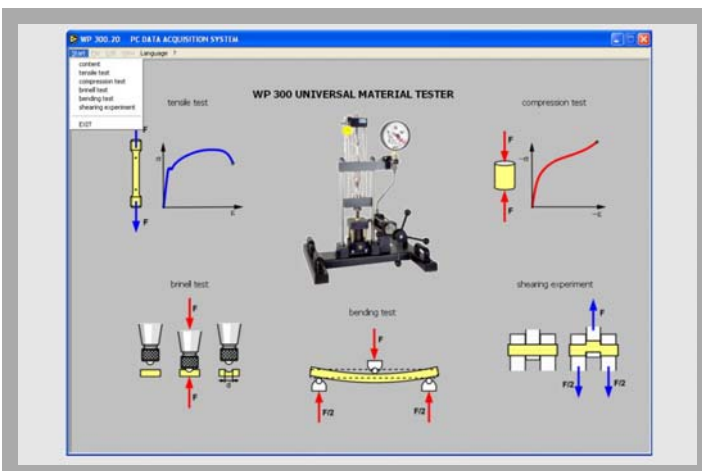 WP 300.20 PC DATA ACQUISITION SYSTEM
Start Language ?
content
tensile test
compression test
brinell test
bending test
shearing experiment
EXIT
WP 300 UNIVERSAL MATERIAL TESTER
tensile test
compression test
F
F
F
F
ε
-σ
-ε
brinell test
bending test
shearing experiment
F
F
d
F
F/2
F/2
F
F/2
F/2